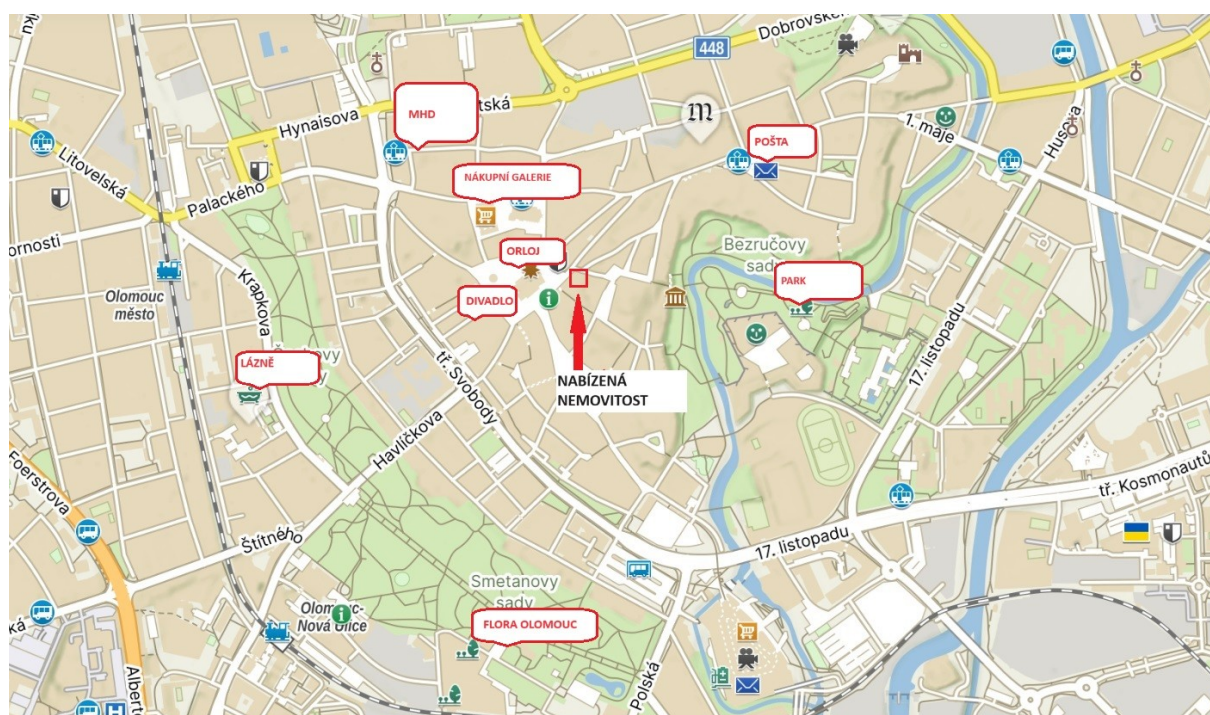 Dobrovsk
448
MHD
tská
Hynaisova
1. máje
Husova
POŠTA
Litovelská
Palackého
NÁKUPNÍ GALERIE
ornosti
Bezručovy
sady
ORLOJ
PARK
Olomouc
město
Krapkova
DIVADLO
17. listopadu
LÁZNĚ
tř. Svobody
NABÍZENÁ
NEMOVITOST
Havlíčkova
Foerstrova
tř. Kosmonautů
Štítného
17. listopadu
Smetanovy
sady
Olomouc-
Nová Ulice
FLORA OLOMOUC
ská
Polská
Albert
H